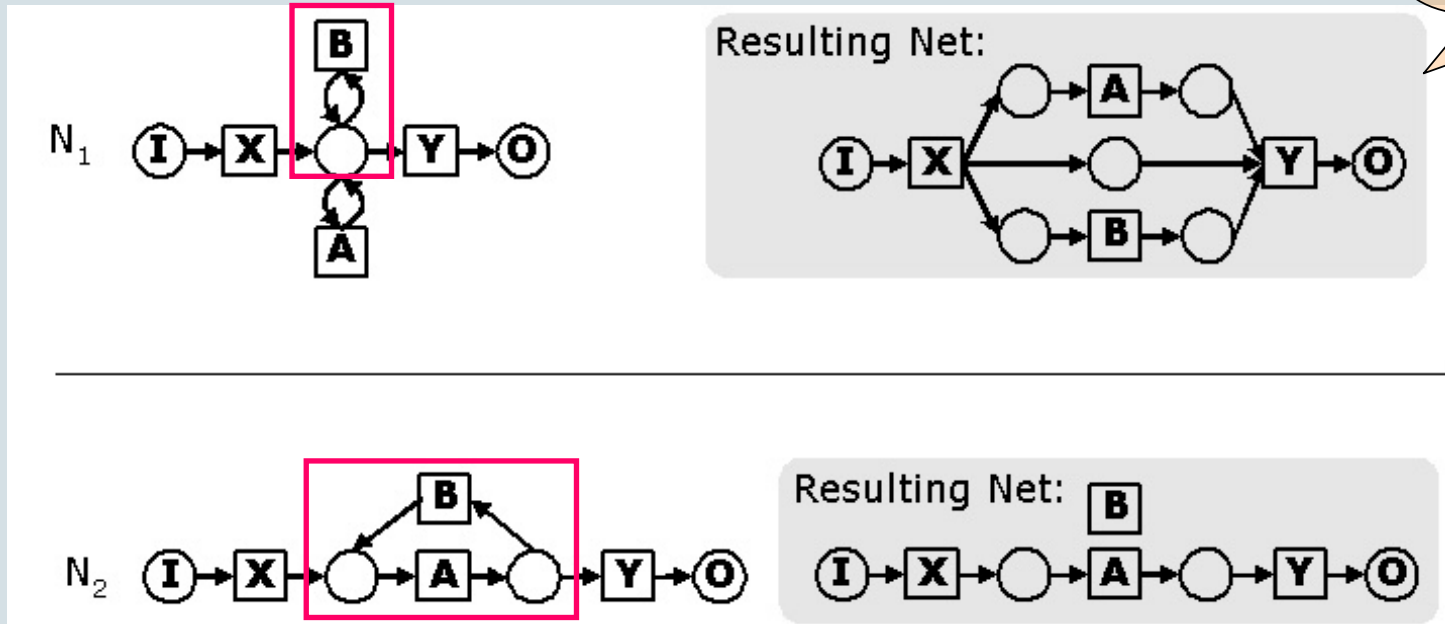 B
Resulting Net:
A
N1 I X Y O
I X Y O
A
B
B
Resulting Net:
B
N2 I X A Y O
I X A Y O